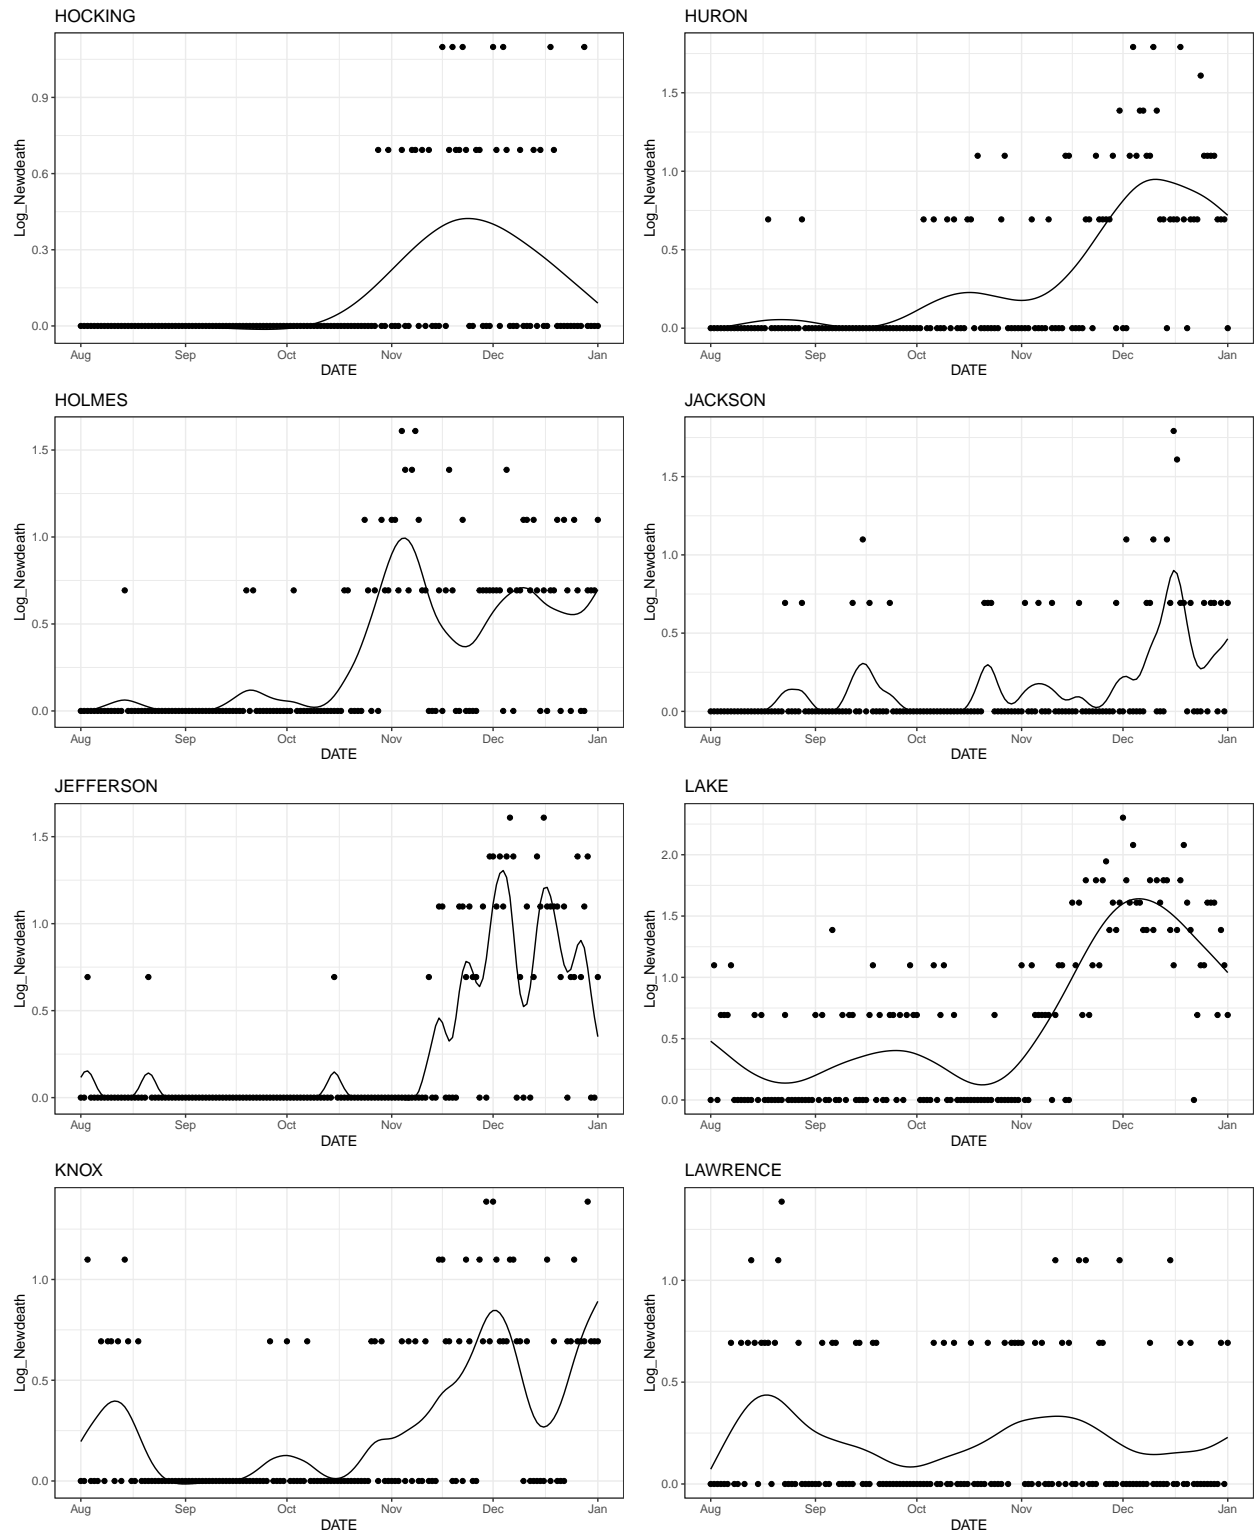 HOCKING
Log_Newdeath
0.9
0.6
0.3
0.0
Aug Sep Oct Nov Dec Jan
DATE
HURON
Log_Newdeath
1.5
1.0
0.5
0.0
Aug Sep Oct Nov Dec Jan
DATE
HOLMES
Log_Newdeath
1.5
1.0
0.5
0.0
Aug Sep Oct Nov Dec Jan
DATE
JACKSON
Log_Newdeath
1.5
1.0
0.5
0.0
Aug Sep Oct Nov Dec Jan
DATE
JEFFERSON
Log_Newdeath
1.5
1.0
0.5
0.0
Aug Sep Oct Nov Dec Jan
DATE
LAKE
Log_Newdeath
2.0
1.5
1.0
0.5
0.0
Aug Sep Oct Nov Dec Jan
DATE
KNOX
Log_Newdeath
1.0
0.5
0.0
Aug Sep Oct Nov Dec Jan
DATE
LAWRENCE
Log_Newdeath
1.0
0.5
0.0
Aug Sep Oct Nov Dec Jan
DATE